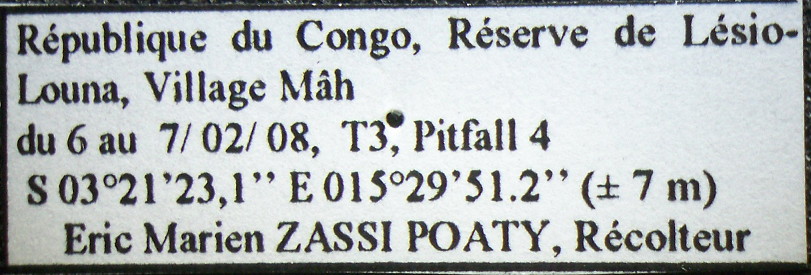 République du Congo, Réserve de Lésio-
Louna, Village Mâh
du 6 au 7/ 02/ 08, T3, Pitfall 4
S 03°21’23,1’’ E 015°29’51.2’’ (± 7 m)
Eric Marien ZASSI POATY, Récolteur